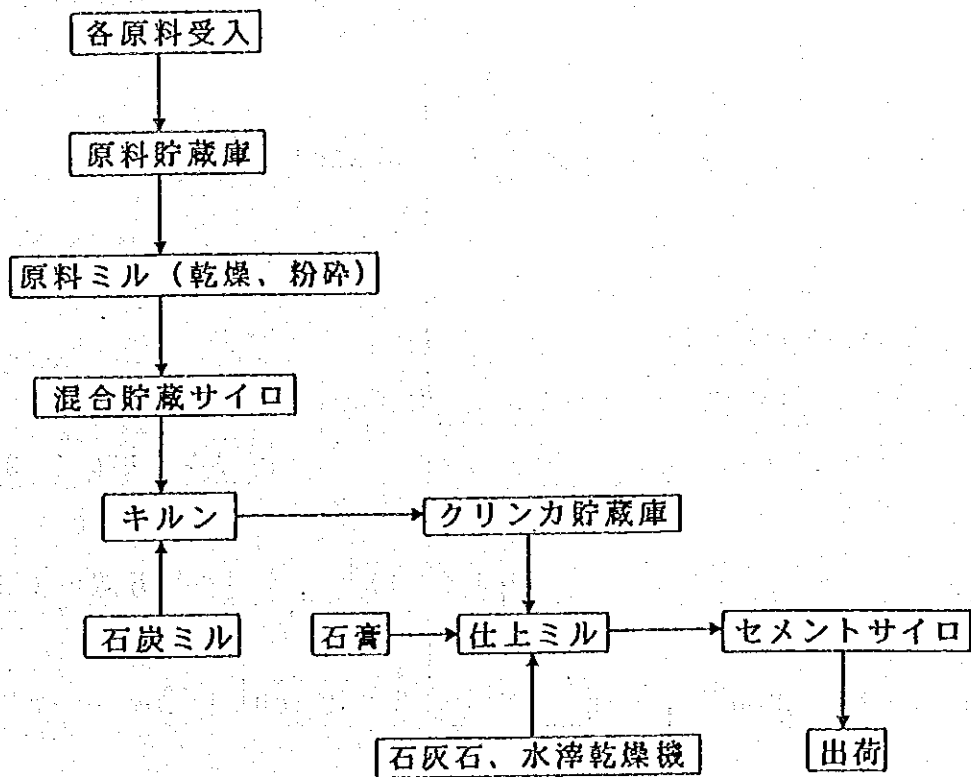 各原料受入
原料貯蔵庫
原料ミル（乾燥、粉砕）
混合貯蔵サイロ
キルン
クリンカ貯蔵庫
石炭ミル
石膏
仕上ミル
セメントサイロ
石灰石、水滓乾燥機
出荷